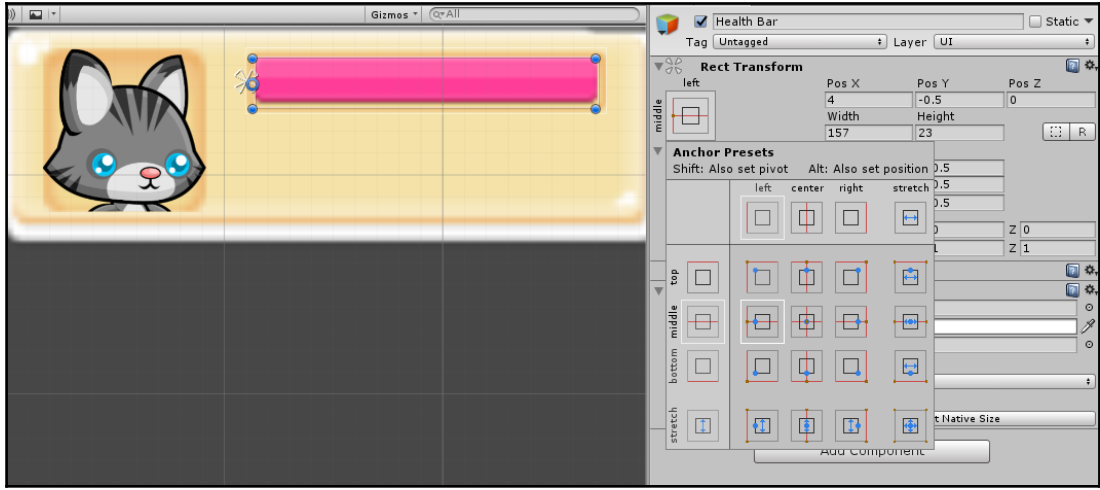 Gizmos
All
Health Bar
Static
Tag Untagged
Layer UI
Rect Transform
left
middle
Pos X Pos Y Pos Z
4 -0.5 0
Width Height
157 23
R
Anchor Presets
Shift: Also set pivot Alt: Also set position
0.5
0.5
0.5
left center right stretch
Z 0
Z 1
top
middle
bottom
stretch
t Native Size
Add Component